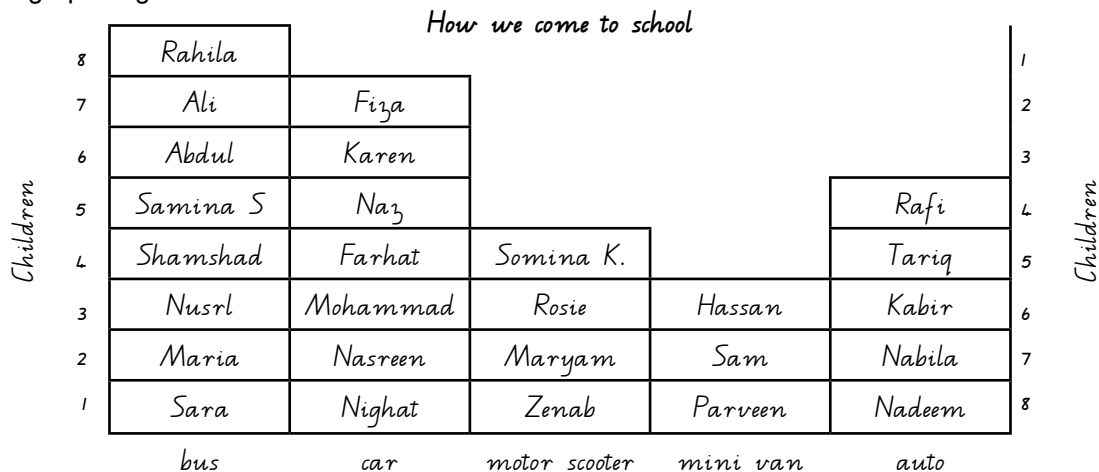 How we come to school
8 Rahila 1
7 Ali Fiza 2
6 Abdul Karen 3
5 Samina S Naz Rafi 4
4 Shamshad Farhat Somina K. Tariq 5
3 Nusrl Mohammad Rosie Hassan Kabir 6
2 Maria Nasreen Maryam Sam Nabila 7
1 Sara Nighat Zenab Parveen Nadeem 8
bus car motor scooter mini van auto
Children
Children